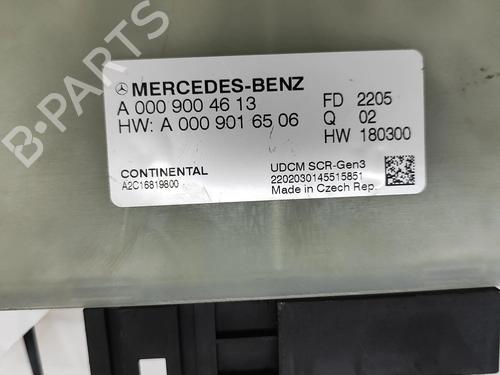 B-PARTS
MERCEDES-BENZ
A 000 900 46 13
HW: A 000 901 65 06
FD 2205
Q 02
HW 180300
CONTINENTAL
A2C16819800
UDCM SCR-Gen3
2202030145515851
Made in Czech Rep.